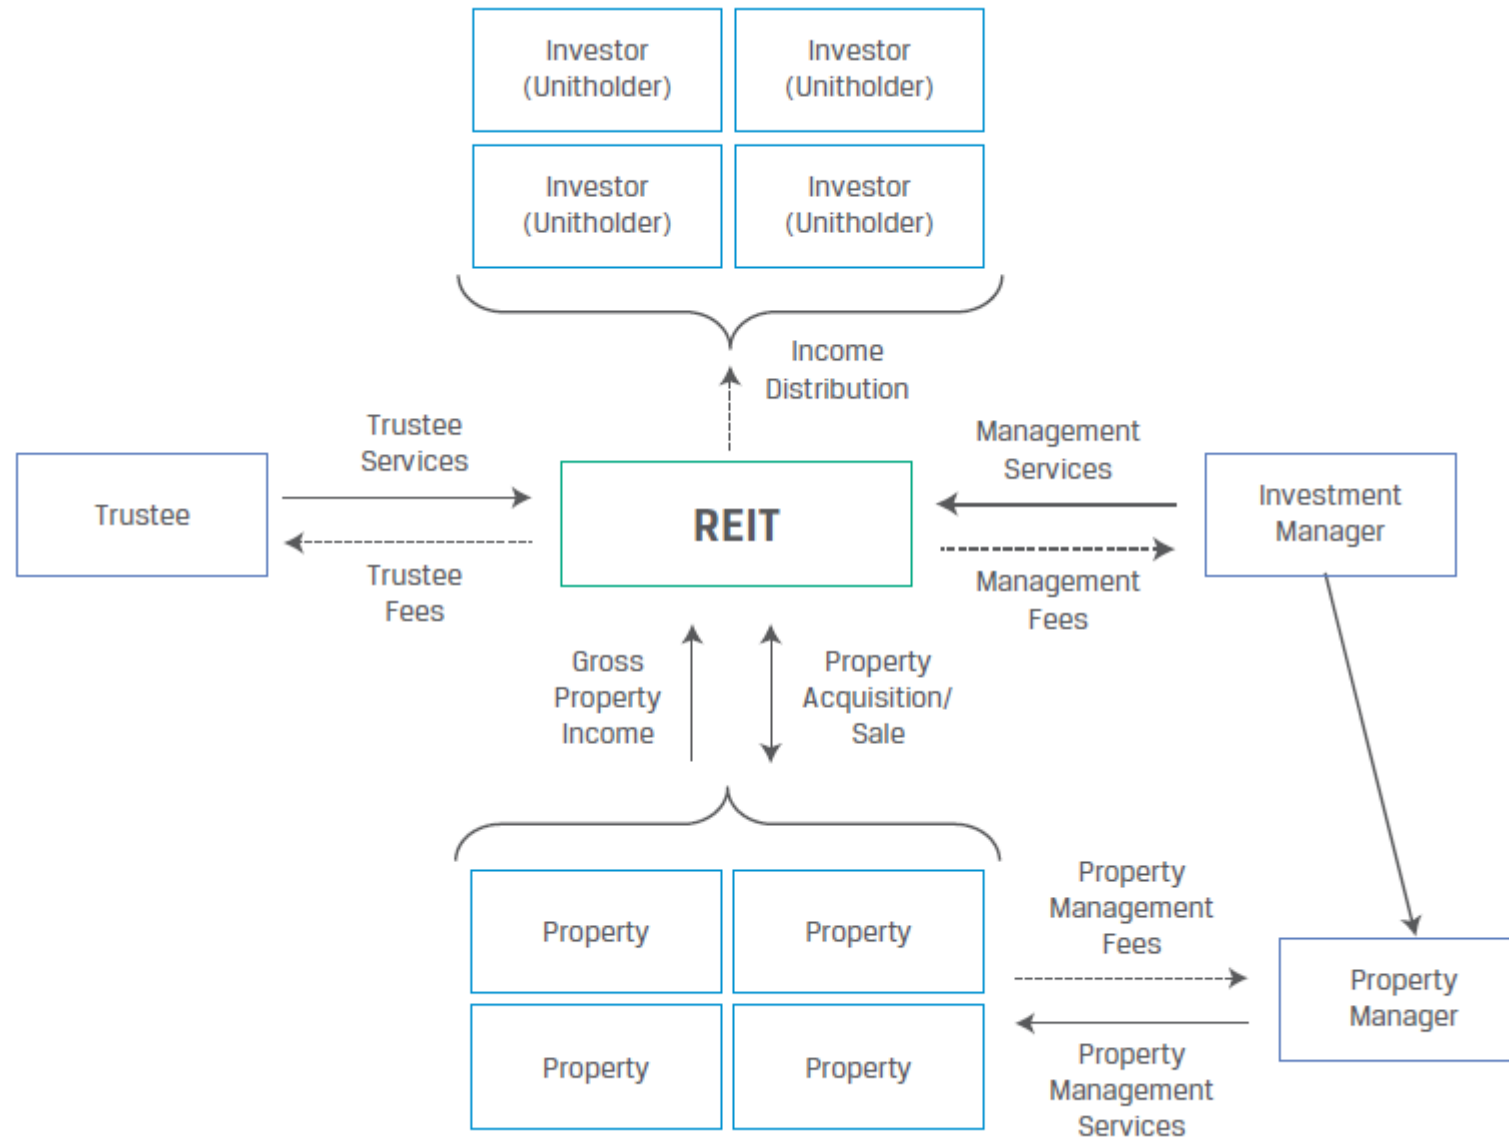 Investor
(Unitholder)
Investor
(Unitholder)
Investor
(Unitholder)
Investor
(Unitholder)
Income
Distribution
Trustee
Services
Management
Services
Trustee
REIT
Investment
Manager
Trustee
Fees
Management
Fees
Gross
Property
Income
Property
Acquisition/
Sale
Property
Management
Fees
Property
Property
Property
Manager
Property
Property
Property
Management
Services